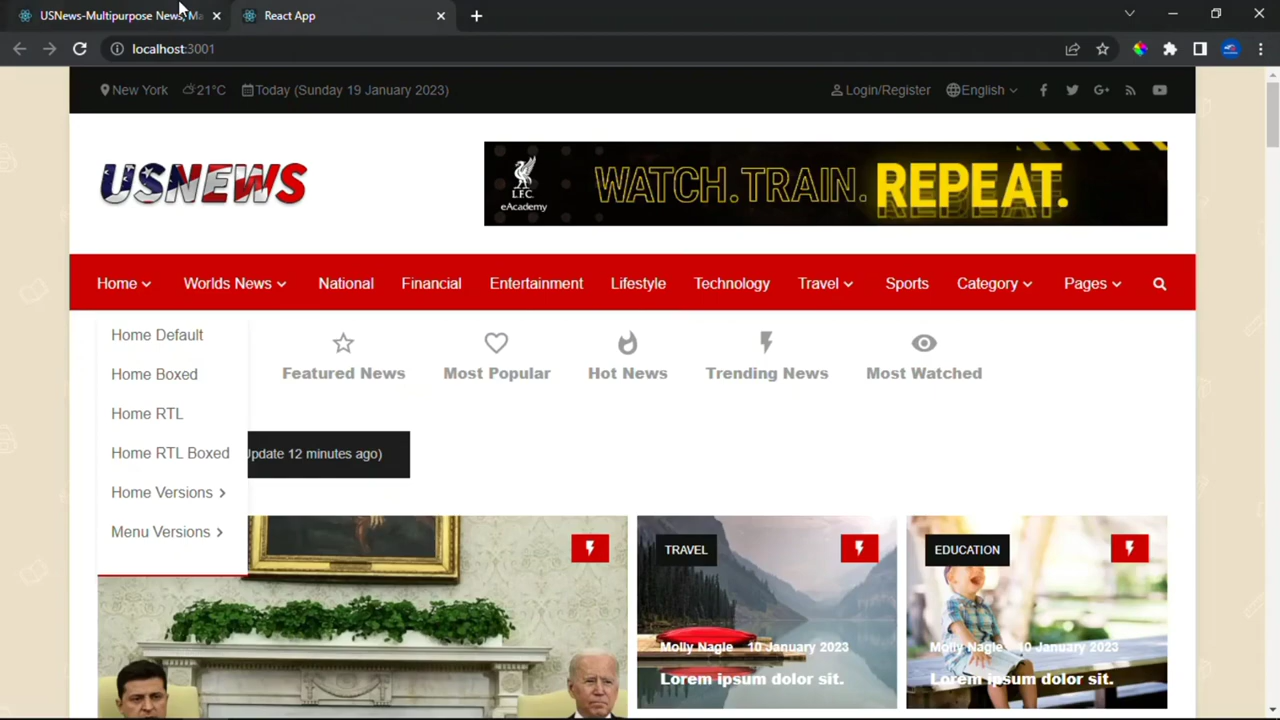 USNews-Multipurpose News, Ma
React App
localhost:3001
New York 21°C Today (Sunday 19 January 2023) Login/Register English
USNEWS
LFC
eAcademy
WATCH.TRAIN. REPEAT.
Home Worlds News National Financial Entertainment Lifestyle Technology Travel Sports Category Pages
Home Default
Home Boxed
Home RTL
Home RTL Boxed
Home Versions
Menu Versions
Featured News Most Popular Hot News Trending News Most Watched
Update 12 minutes ago)
TRAVEL
Molly Nagle 10 January 2023
Lorem ipsum dolor sit.
EDUCATION
Molly Nagle 10 January 2023
Lorem ipsum dolor sit.